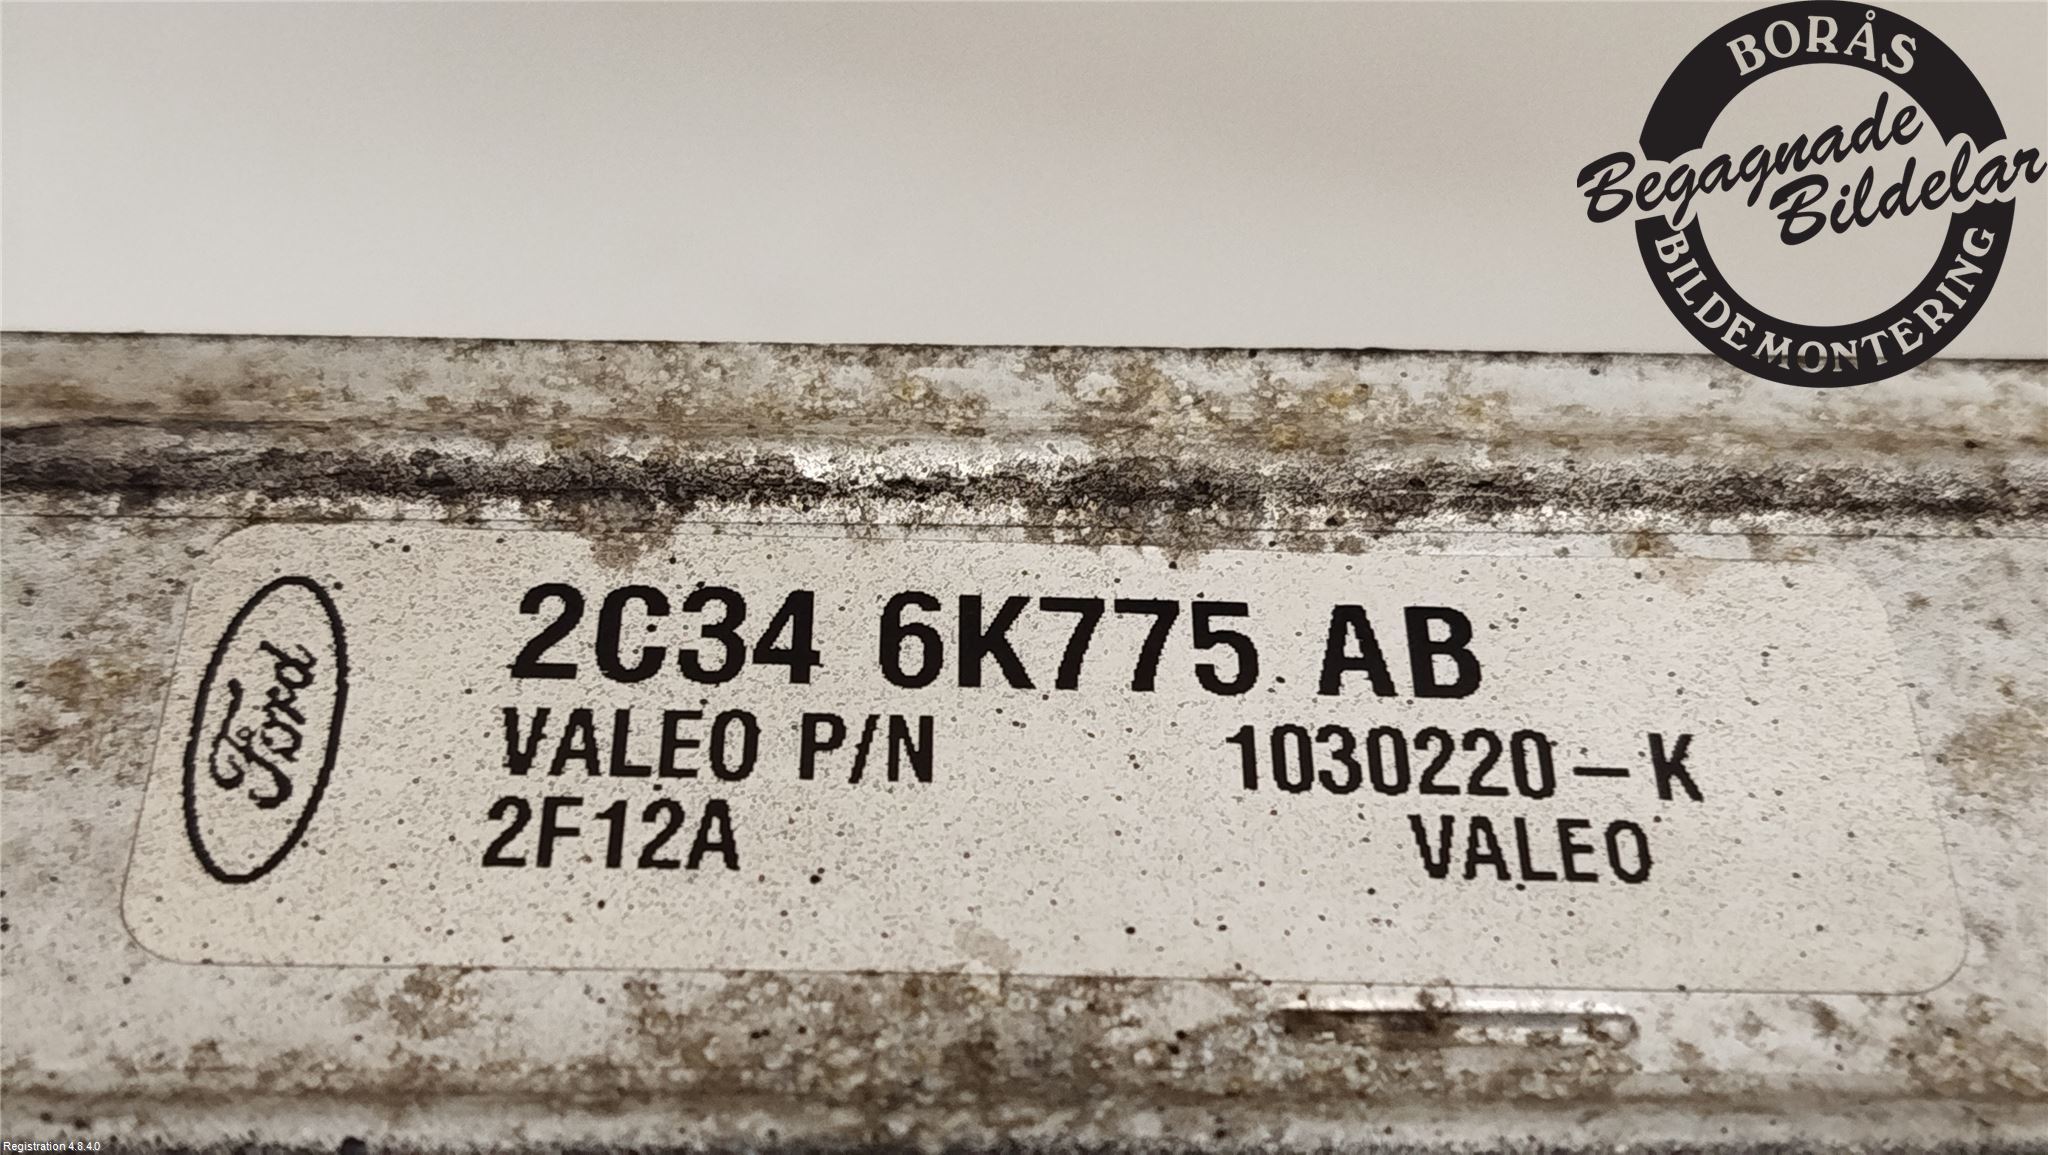 BORÅS
Begagnade
Bildelar
BILDEMONTERING
Ford
2C34 6K775 AB
VALEO P/N 1030220-K
2F12A VALEO
Registration 4.8.4.0